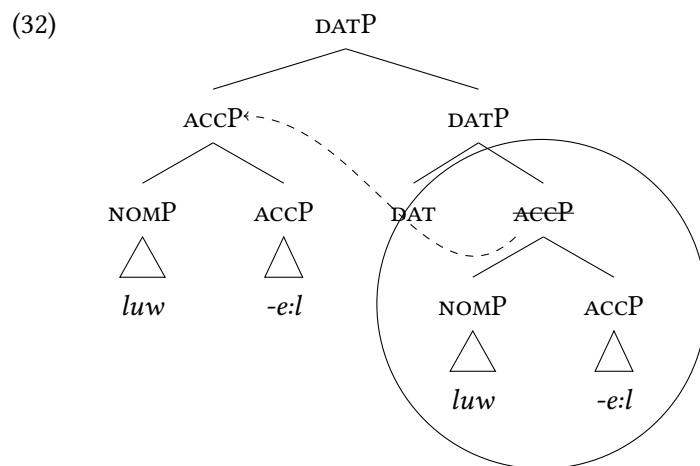 (32)
DATP
ACCP DATP
NOMP ACCP DAT ACCP
luw -e:l NOMP ACCP
luw -e:l